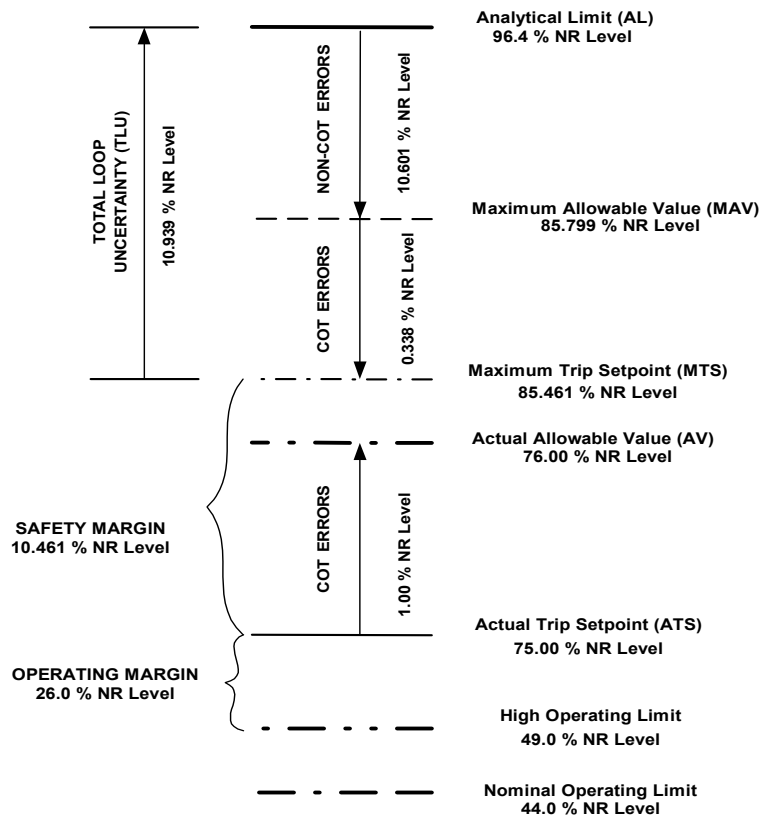 Analytical Limit (AL)
96.4 % NR Level
TOTAL LOOP
UNCERTAINTY (TLU)
10.939 % NR Level
NON-COT ERRORS
10.601 % NR Level
Maximum Allowable Value (MAV)
85.799 % NR Level
COT ERRORS
0.338 % NR Level
Maximum Trip Setpoint (MTS)
85.461 % NR Level
Actual Allowable Value (AV)
76.00 % NR Level
SAFETY MARGIN
10.461 % NR Level
COT ERRORS
1.00 % NR Level
Actual Trip Setpoint (ATS)
75.00 % NR Level
OPERATING MARGIN
26.0 % NR Level
High Operating Limit
49.0 % NR Level
Nominal Operating Limit
44.0 % NR Level